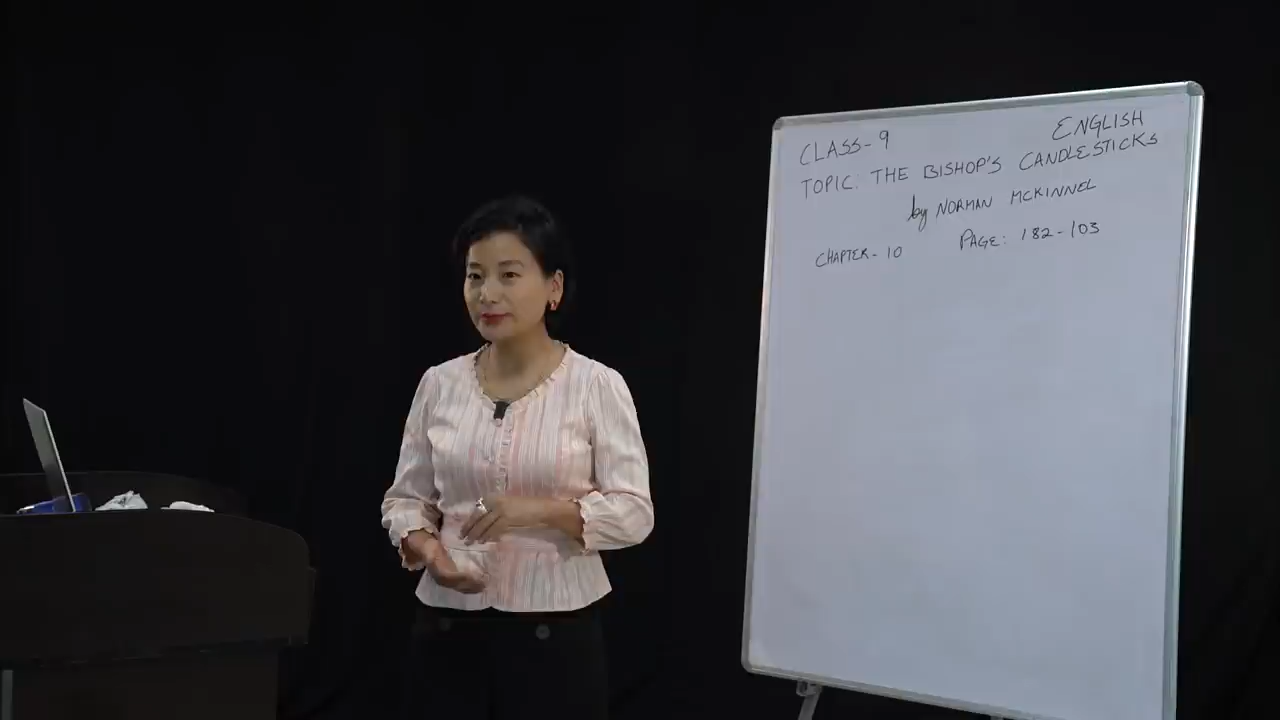 CLASS-9 ENGLISH
TOPIC: THE BISHOP'S CANDLESTICKS
by NORMAN MCKINNEL
CHAPTER-10 PAGE: 182-103